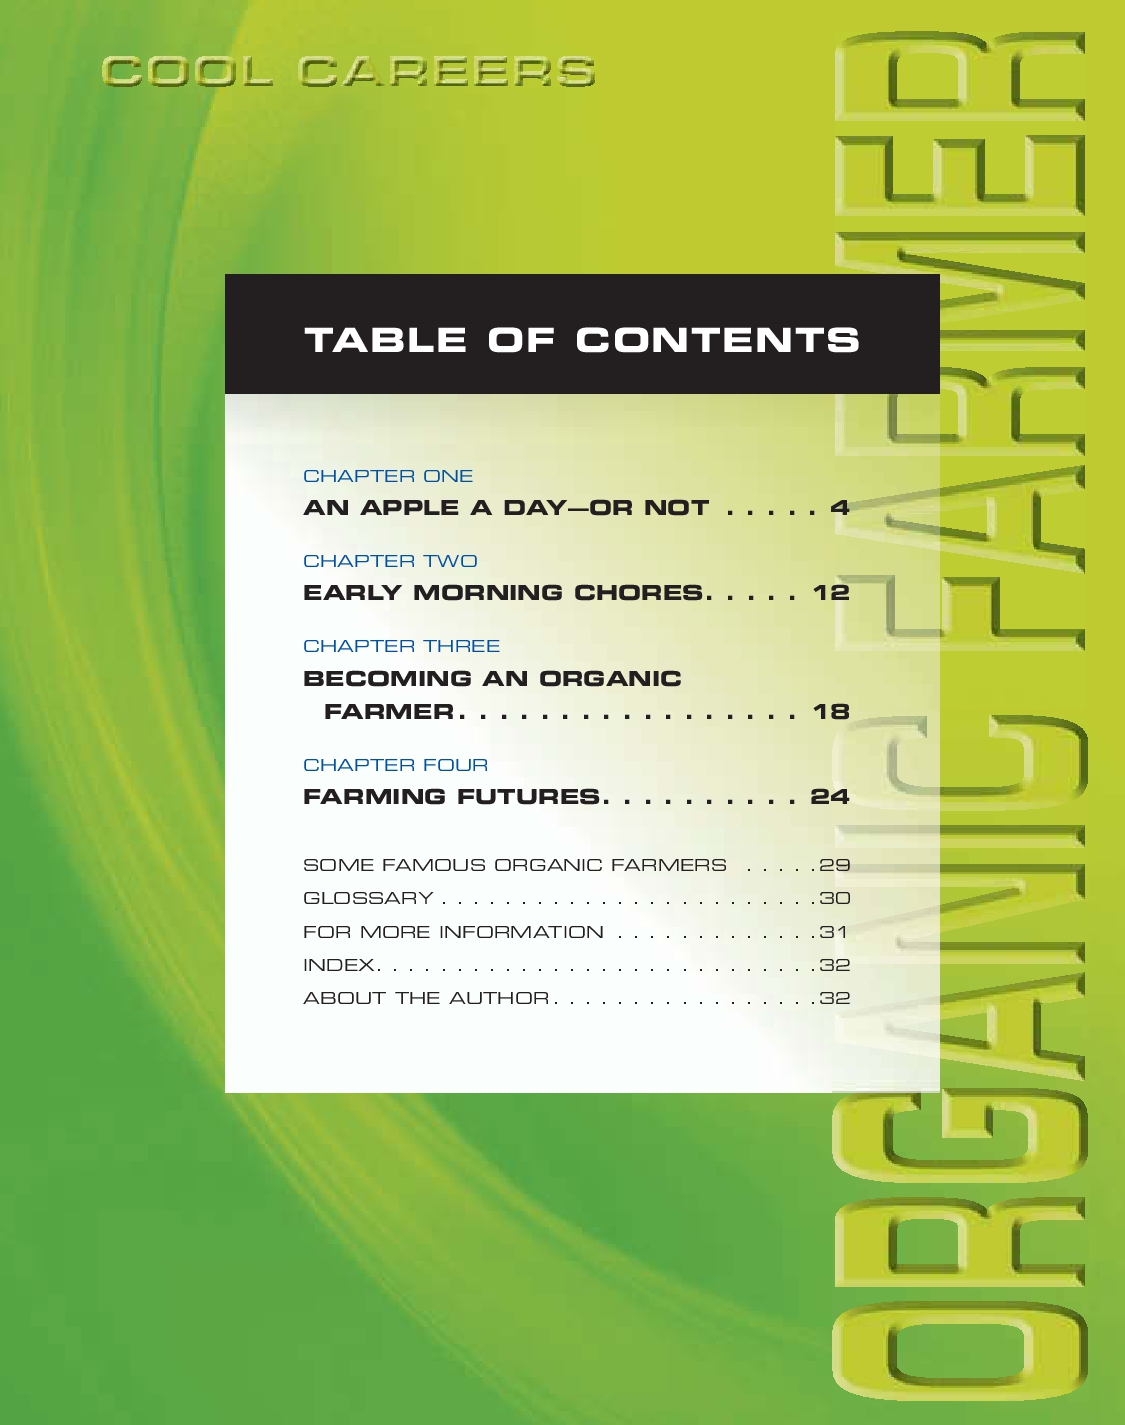 COOL CAREERS
ORGANIC FARMER
TABLE OF CONTENTS
CHAPTER ONE
AN APPLE A DAY—OR NOT . . . . . 4
CHAPTER TWO
EARLY MORNING CHORES. . . . . 12
CHAPTER THREE
BECOMING AN ORGANIC
FARMER. . . . . . . . . . . . . . . . . 18
CHAPTER FOUR
FARMING FUTURES. . . . . . . . . . 24
SOME FAMOUS ORGANIC FARMERS . . . . . 29
GLOSSARY . . . . . . . . . . . . . . . . . . . . . . . . 30
FOR MORE INFORMATION . . . . . . . . . . . . . 31
INDEX. . . . . . . . . . . . . . . . . . . . . . . . . . . . 32
ABOUT THE AUTHOR. . . . . . . . . . . . . . . . . 32